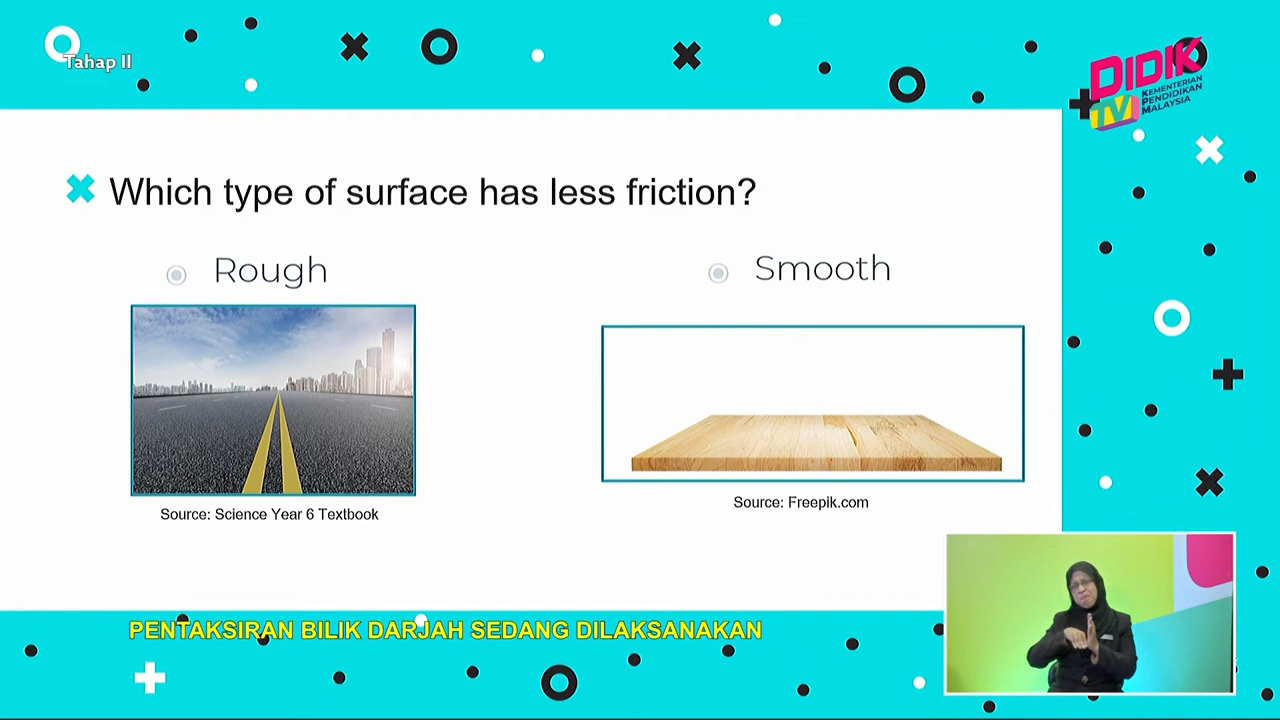 Tahap II
DIDIK
TV
KEMENTERIAN
PENDIDIKAN
MALAYSIA
Which type of surface has less friction?
Rough
Smooth
Source: Science Year 6 Textbook
Source: Freepik.com
PENTAKSIRAN BILIK DARJAH SEDANG DILAKSANAKAN